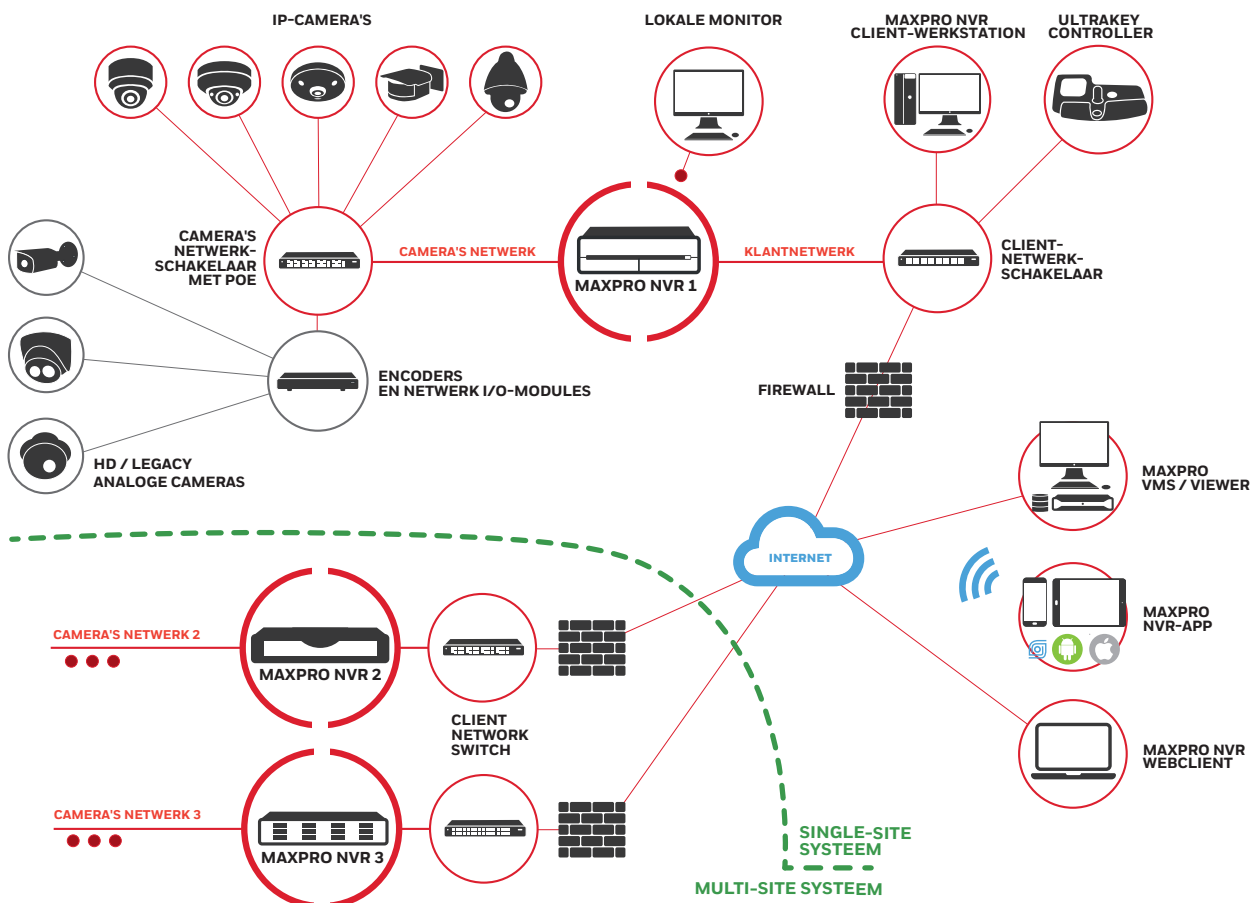 IP-CAMERA'S
LOKALE MONITOR
MAXPRO NVR
CLIENT-WERKSTATION
ULTRAKEY
CONTROLLER
CAMERA'S
NETWERK-
SCHAKELAAR
MET POE
CAMERA'S NETWERK
MAXPRO NVR 1
KLANTNETWERK
CLIENT-
NETWERK-
SCHAKELAAR
ENCODERS
EN NETWERK I/O-MODULES
FIREWALL
HD / LEGACY
ANALOGE CAMERAS
MAXPRO
VMS / VIEWER
INTERNET
MAXPRO
NVR-APP
CAMERA'S NETWERK 2
MAXPRO NVR 2
CLIENT
NETWORK
SWITCH
MAXPRO NVR
WEBCLIENT
CAMERA'S NETWERK 3
MAXPRO NVR 3
SINGLE-SITE
SYSTEEM
MULTI-SITE SYSTEEM